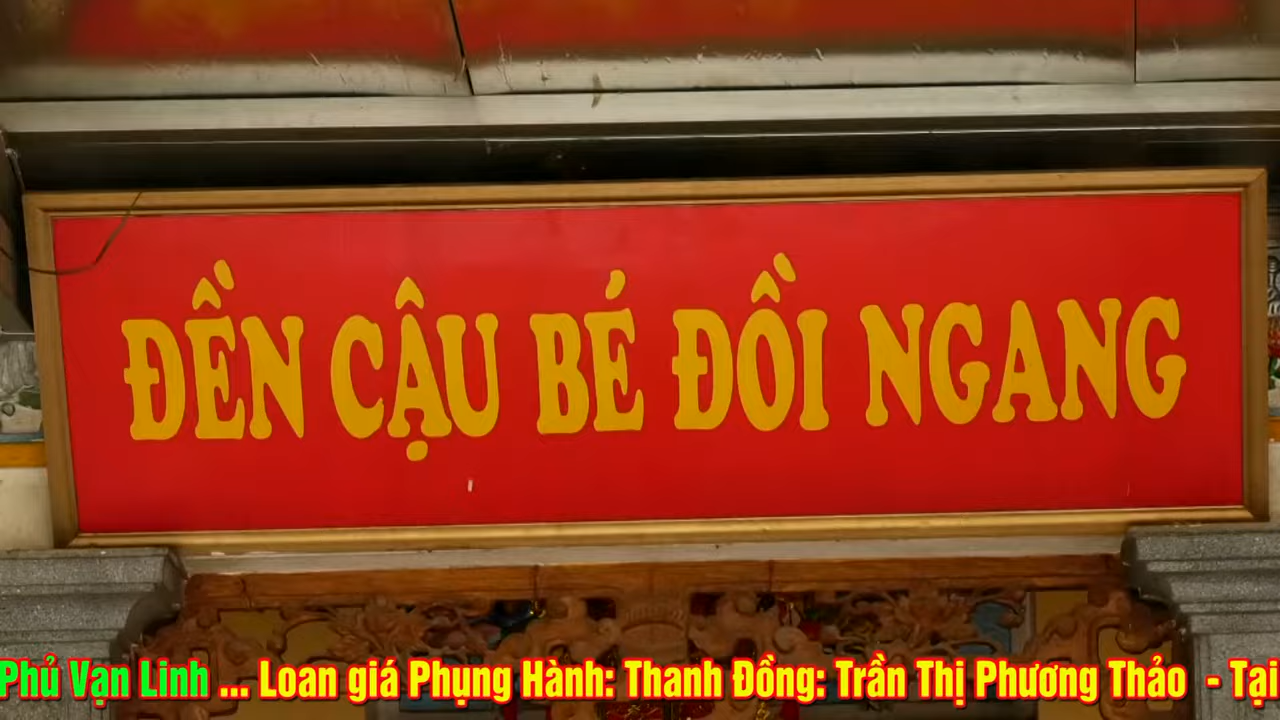 ĐỀN CẬU BÉ ĐỒI NGANG
Phủ Vạn Linh ... Loan giá Phụng Hành: Thanh Đồng: Trần Thị Phương Thảo - Tại